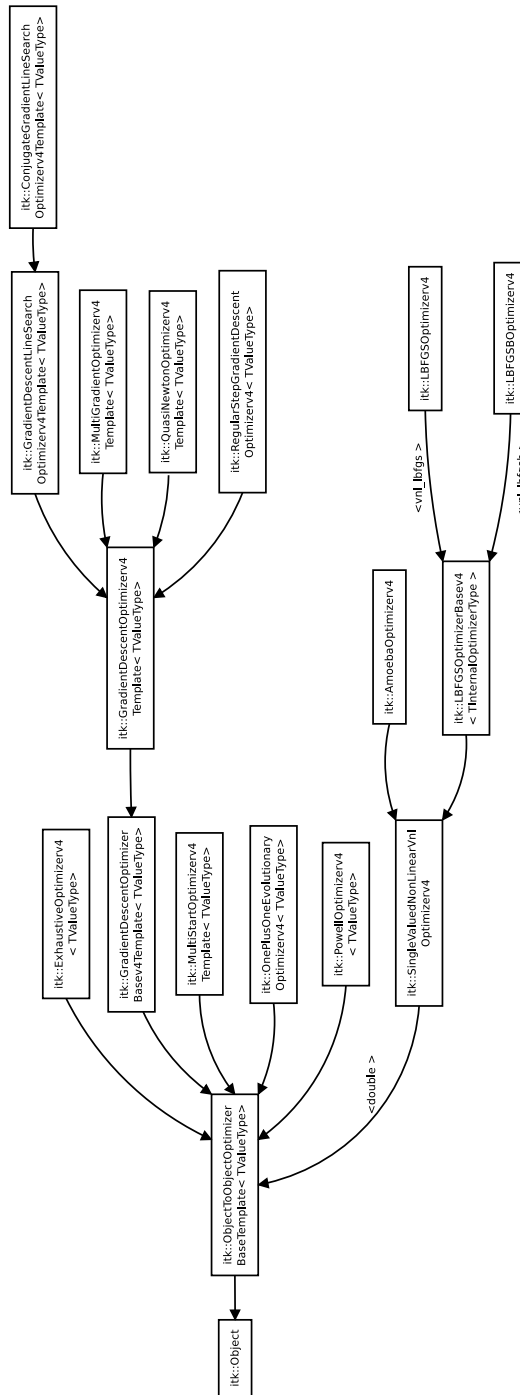 itk::ConjugateGradientLineSearch
Optimizerv4Template< TValueType>
itk::GradientDescentLineSearch
Optimizerv4Template< TValueType>
itk::MultiGradientOptimizerv4
Template< TValueType>
itk::QuasiNewtonOptimizerv4
Template< TValueType>
itk::RegularStepGradientDescent
Optimizerv4< TValueType>
itk::LBFGSOptimizerv4
itk::LBFGSBOptimizerv4
<vnl_lbfgs >
itk::GradientDescentOptimizerv4
Template< TValueType>
itk::AmoebaOptimizerv4
itk::LBFGSOptimizerBasev4
< TInternalOptimizerType >
itk::ExhaustiveOptimizerv4
< TValueType>
itk::GradientDescentOptimizer
Basev4Template< TValueType>
itk::MultiStartOptimizerv4
Template< TValueType>
itk::OnePlusOneEvolutionary
Optimizerv4< TValueType>
itk::PowellOptimizerv4
< TValueType>
itk::SingleValuedNonLinearVnl
Optimizerv4
<double >
itk::ObjectToObjectOptimizer
BaseTemplate< TValueType>
itk::Object